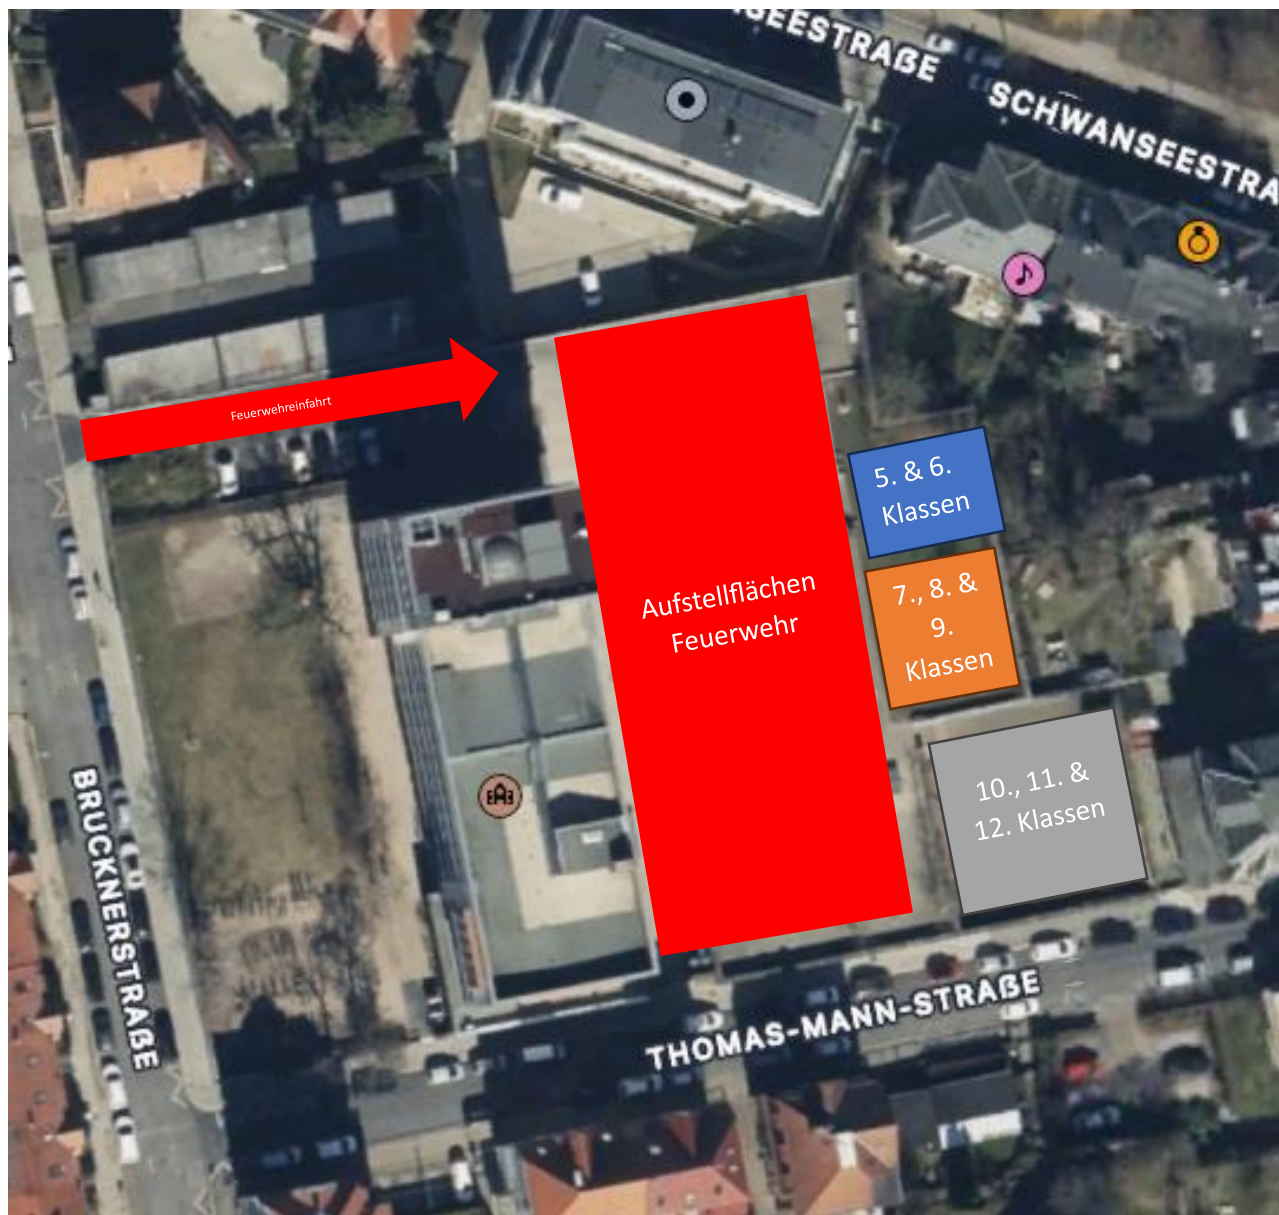 SEESTRAẞE
SCHWANSEESTRA
Feuerwehreinfahrt
5. & 6.
Klassen
7., 8. &
9.
Klassen
Aufstellflächen
Feuerwehr
10., 11. &
12. Klassen
BRUCKNERSTRAẞE
THOMAS-MANN-STRAẞE